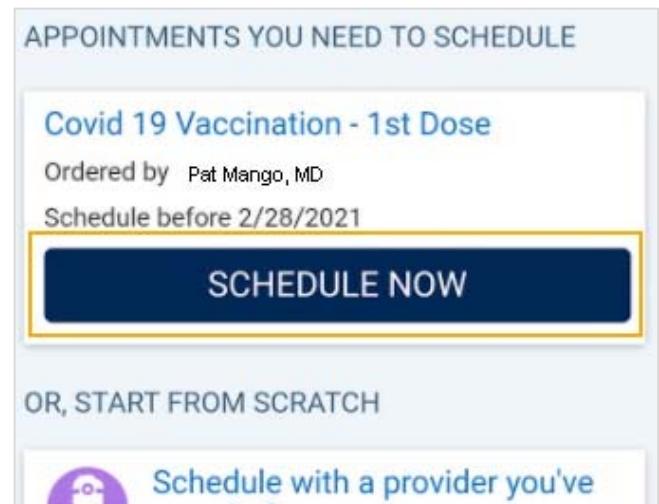 APPOINTMENTS YOU NEED TO SCHEDULE
Covid 19 Vaccination - 1st Dose
Ordered by Pat Mango, MD
Schedule before 2/28/2021
SCHEDULE NOW
OR, START FROM SCRATCH
Schedule with a provider you've